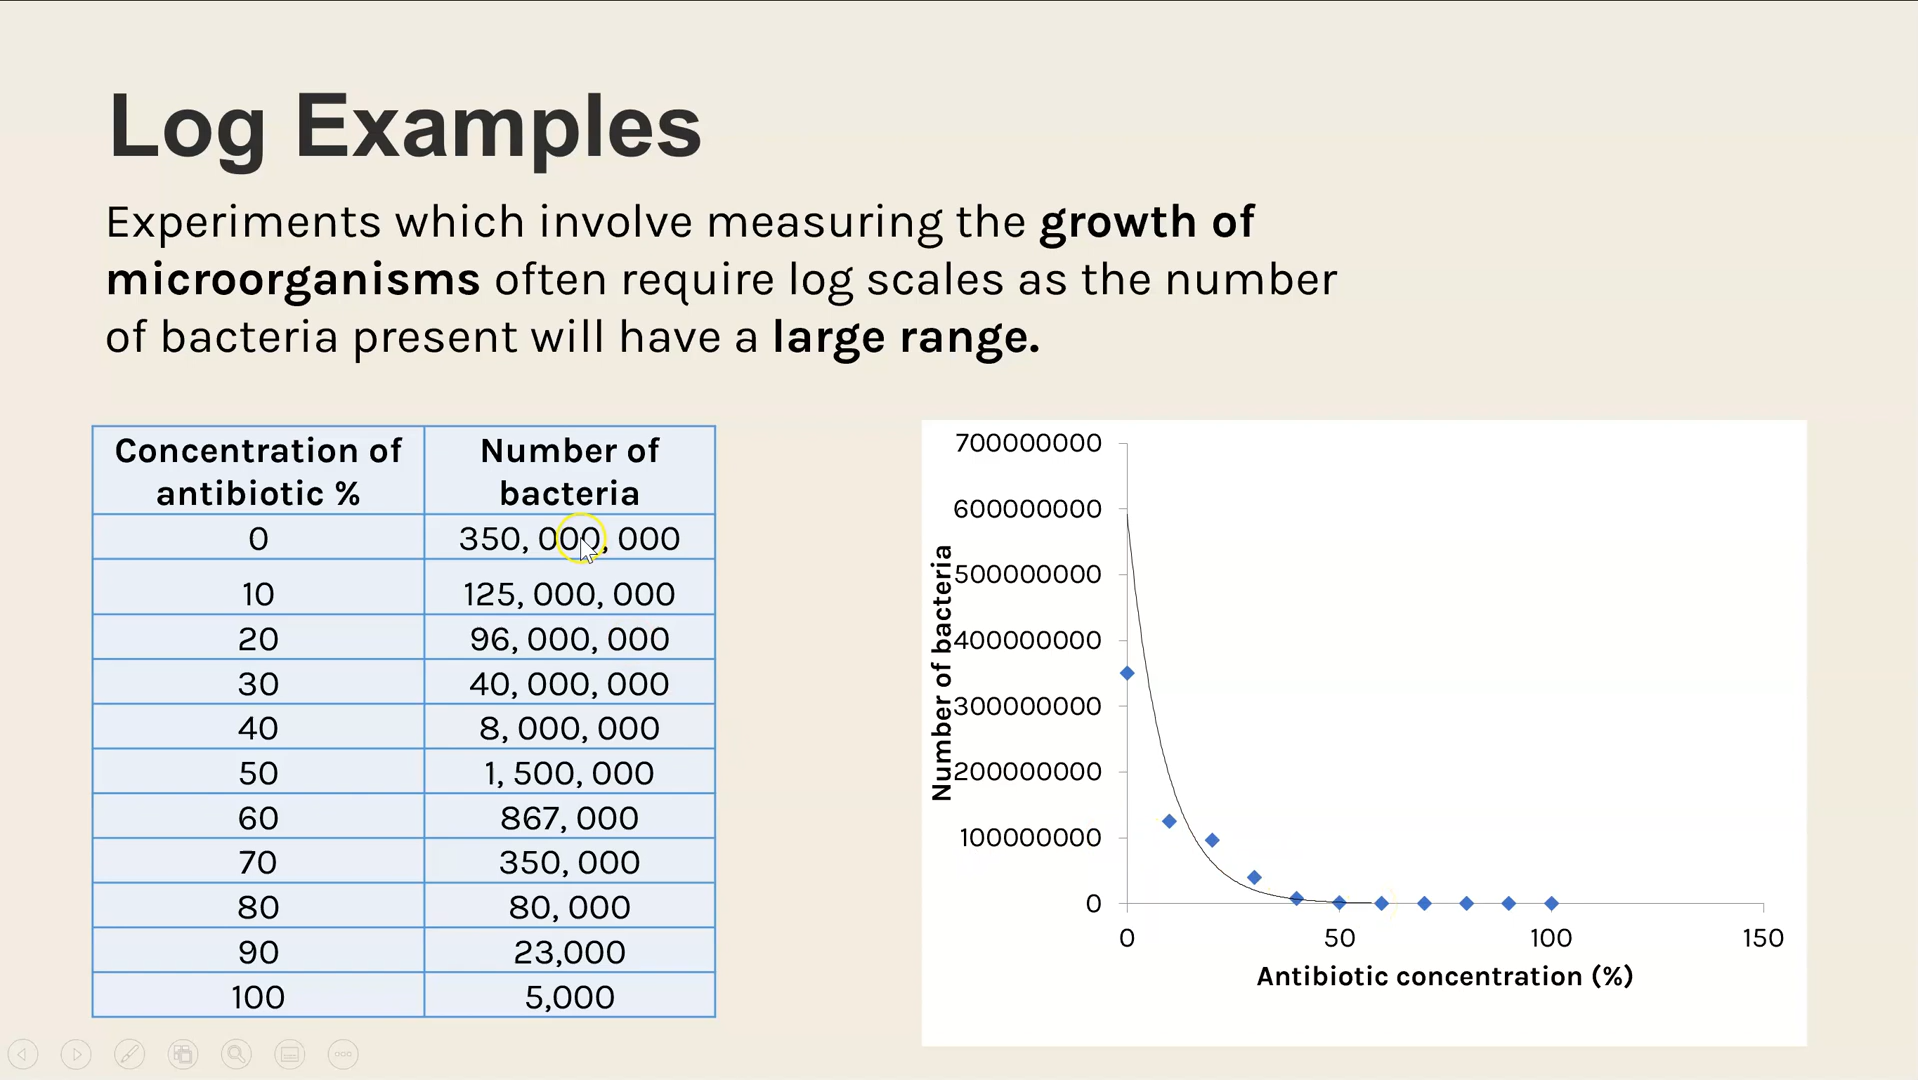 Log Examples
Experiments which involve measuring the growth of
microorganisms often require log scales as the number
of bacteria present will have a large range.
Concentration of
antibiotic %
Number of
bacteria
0 350, 000, 000
10 125, 000, 000
20 96, 000, 000
30 40, 000, 000
40 8, 000, 000
50 1, 500, 000
60 867, 000
70 350, 000
80 80, 000
90 23,000
100 5,000
Number of bacteria
700000000
600000000
500000000
400000000
300000000
200000000
100000000
0
0 50 100 150
Antibiotic concentration (%)